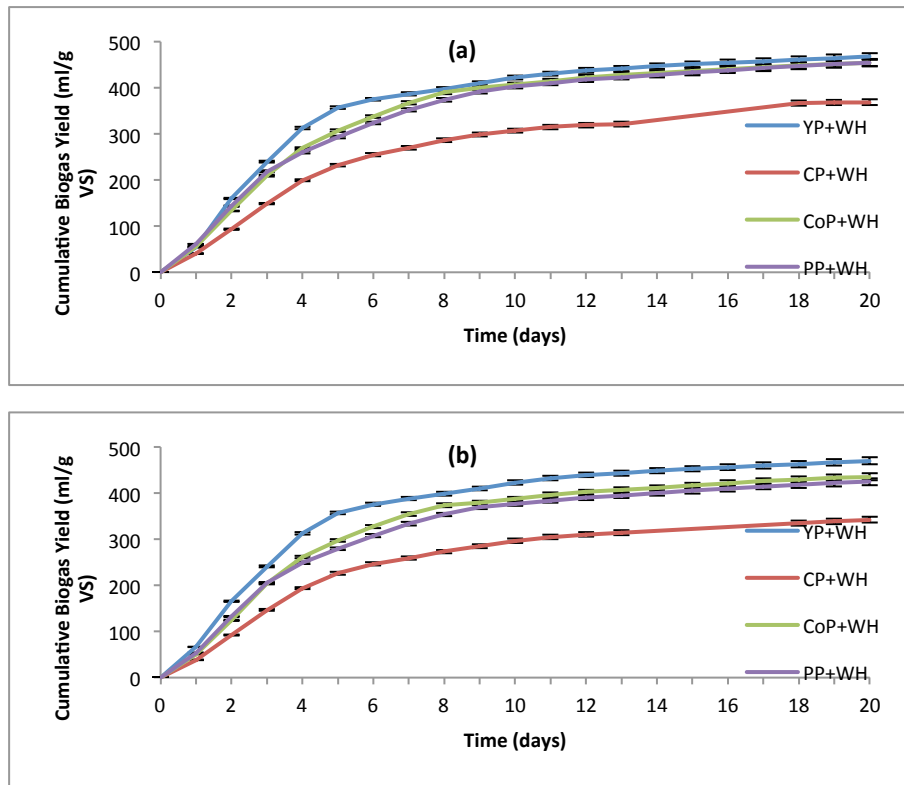 (a)
500
400
300
200
100
0
Cumulative Biogas Yield (ml/g
VS)
0 2 4 6 8 10 12 14 16 18 20
Time (days)
YP+WH
CP+WH
CoP+WH
PP+WH
(b)
500
400
300
200
100
0
Cumulative Biogas Yield (ml/g
VS)
0 2 4 6 8 10 12 14 16 18 20
Time (days)
YP+WH
CP+WH
CoP+WH
PP+WH